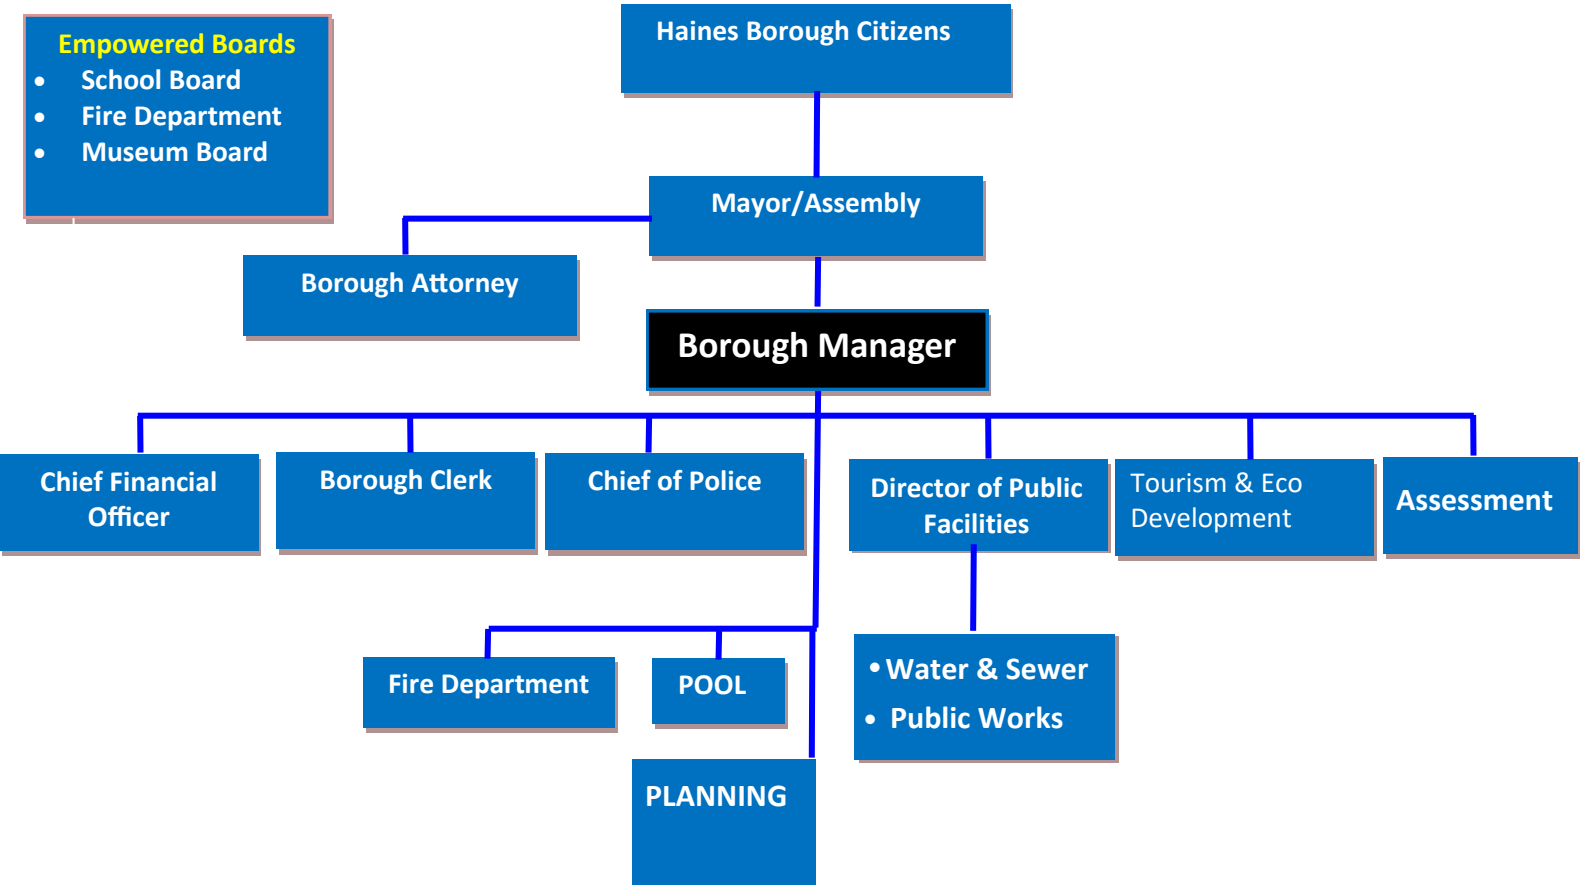 Empowered Boards
• School Board
• Fire Department
• Museum Board
Haines Borough Citizens
Mayor/Assembly
Borough Attorney
Borough Manager
Chief Financial
Officer
Borough Clerk
Chief of Police
Director of Public
Facilities
Tourism & Eco
Development
Assessment
Fire Department
POOL
• Water & Sewer
• Public Works
PLANNING